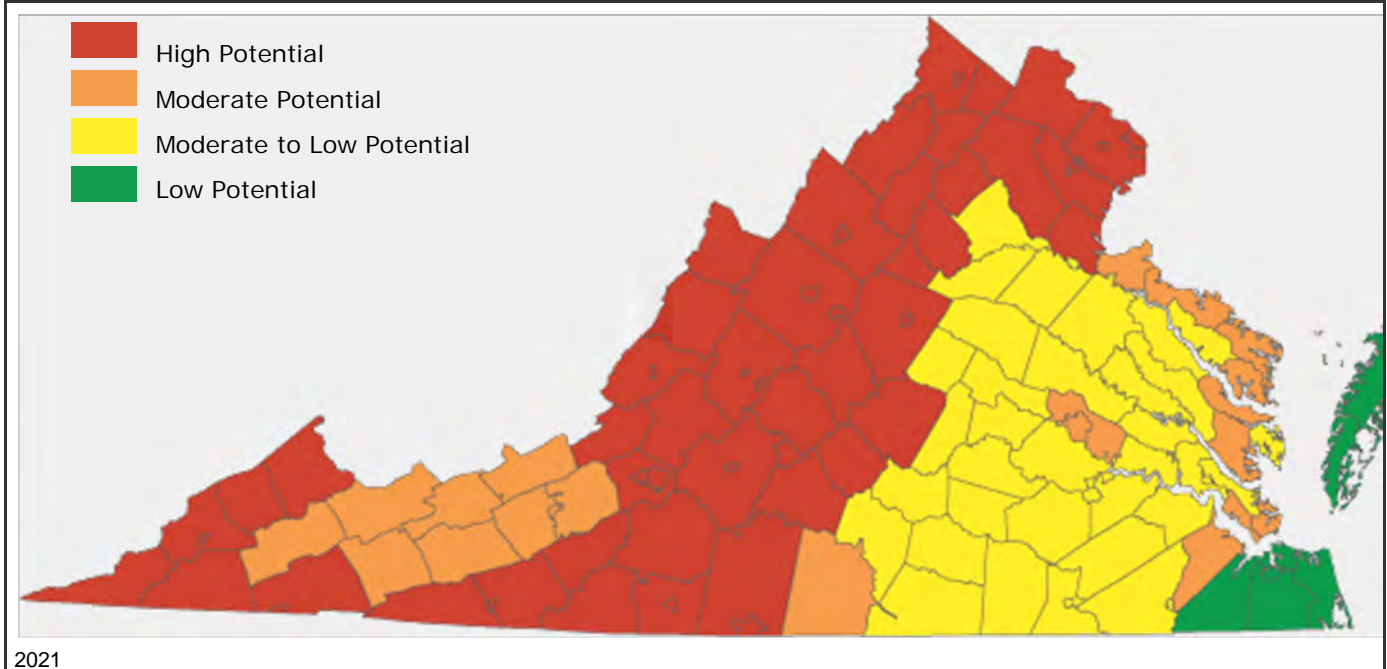 High Potential
Moderate Potential
Moderate to Low Potential
Low Potential
2021